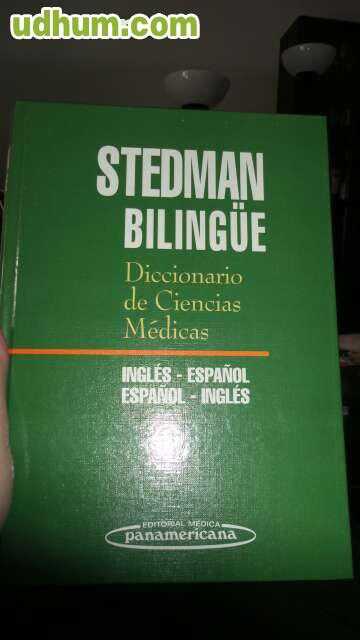 udhum.com
STEDMAN
BILINGÜE
Diccionario
de Ciencias
Médicas
INGLÉS - ESPAÑOL
ESPAÑOL - INGLÉS
EDITORIAL MEDICA
panamericana